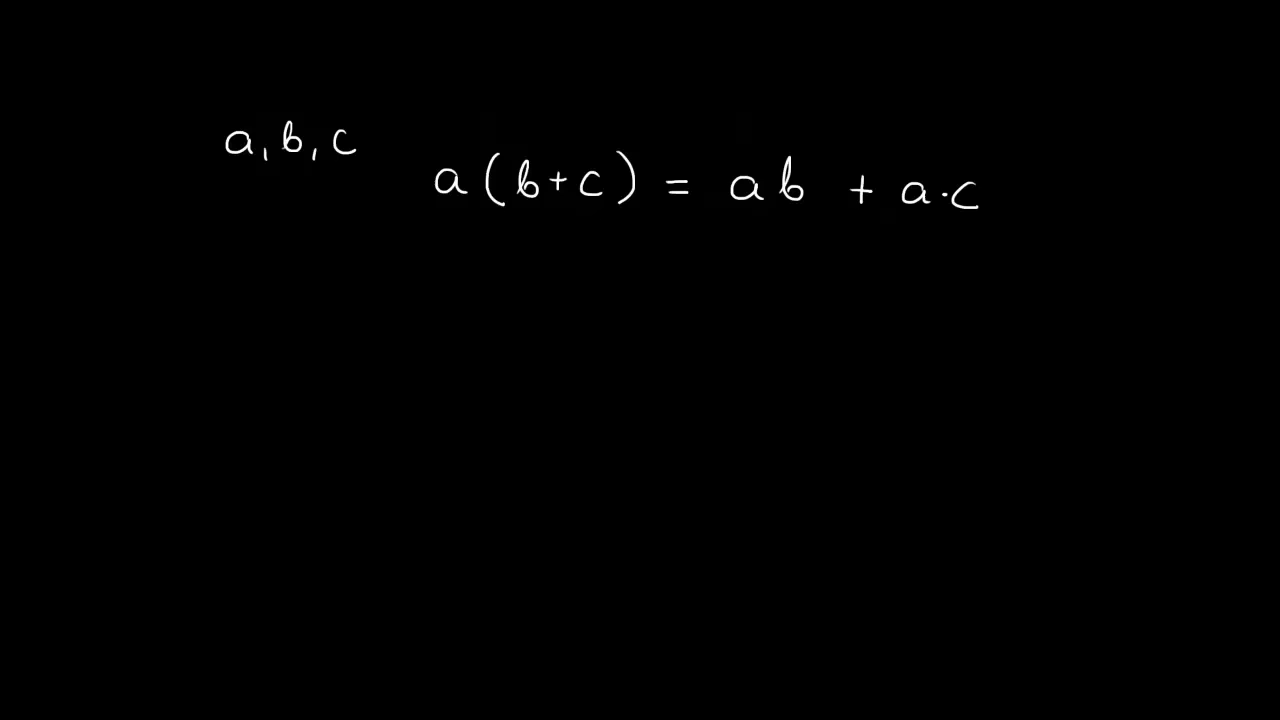 a, b, c
a (b+c) = ab + a·c